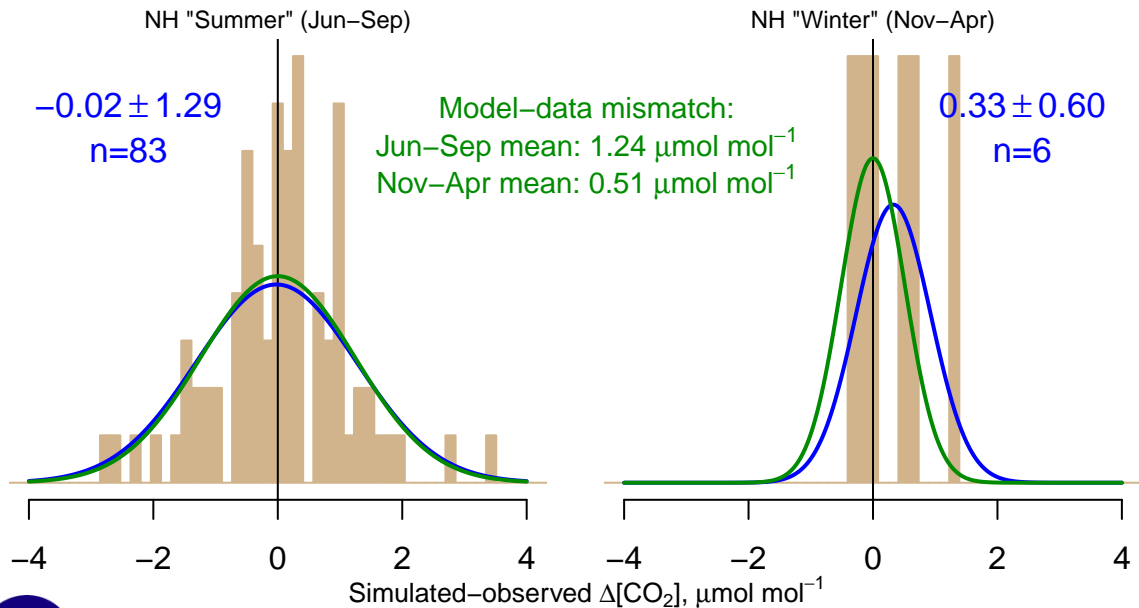 NH "Summer" (Jun−Sep)
NH "Winter" (Nov−Apr)
−0.02 ± 1.29
n=83
Model−data mismatch:
Jun−Sep mean: 1.24 μmol mol⁻¹
Nov−Apr mean: 0.51 μmol mol⁻¹
0.33 ± 0.60
n=6
−4 −2 0 2 4
−4 −2 0 2 4
Simulated−observed Δ[CO₂], μmol mol⁻¹